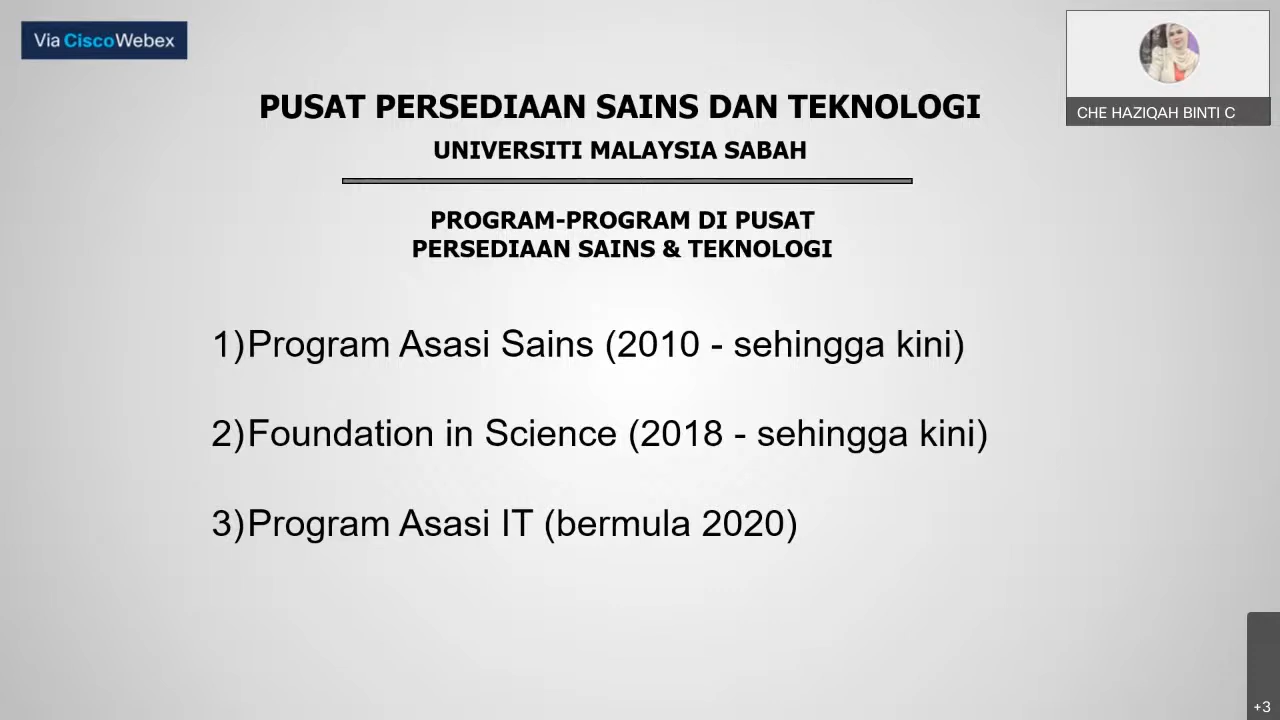 Via CiscoWebex
CHE HAZIQAH BINTI C
PUSAT PERSEDIAAN SAINS DAN TEKNOLOGI
UNIVERSITI MALAYSIA SABAH
PROGRAM-PROGRAM DI PUSAT
PERSEDIAAN SAINS & TEKNOLOGI
1)Program Asasi Sains (2010 - sehingga kini)
2)Foundation in Science (2018 - sehingga kini)
3)Program Asasi IT (bermula 2020)
+3